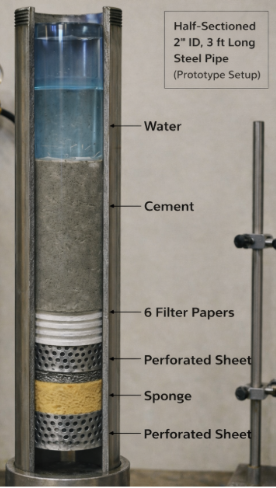 Half-Sectioned
2" ID, 3 ft Long
Steel Pipe
(Prototype Setup)
Water
Cement
6 Filter Papers
Perforated Sheet
Sponge
Perforated Sheet